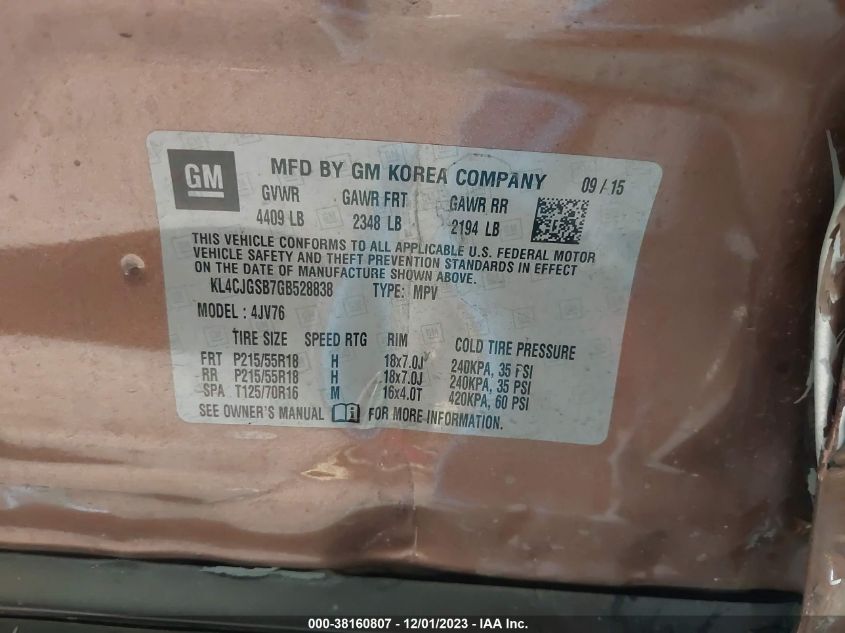 GM
MFD BY GM KOREA COMPANY 09 / 15
GVWR GAWR FRT GAWR RR
4409 LB 2348 LB 2194 LB
THIS VEHICLE CONFORMS TO ALL APPLICABLE U.S. FEDERAL MOTOR
VEHICLE SAFETY AND THEFT PREVENTION STANDARDS IN EFFECT
ON THE DATE OF MANUFACTURE SHOWN ABOVE.
KL4CJGSB7GB528838 TYPE: MPV
MODEL : 4JV76
TIRE SIZE SPEED RTG RIM COLD TIRE PRESSURE
FRT P215/55R18 H 18x7.0J 240KPA, 35 PSI
RR P215/55R18 H 18x7.0J 240KPA, 35 PSI
SPA T125/70R16 M 16x4.0T 420KPA, 60 PSI
SEE OWNER'S MANUAL FOR MORE INFORMATION.
000-38160807 - 12/01/2023 - IAA Inc.